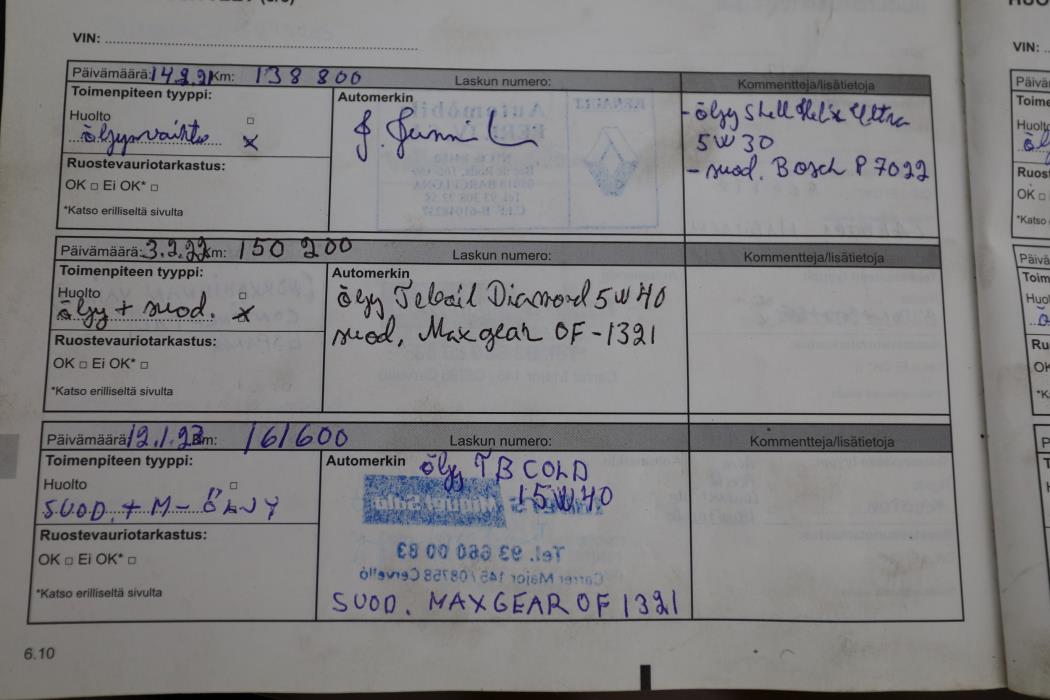 VIN:
Päivämäärä: 14.2.21 Km: 138 800 Laskun numero: Kommentteja/lisätietoja
Toimenpiteen tyyppi:
Huolto
öljynvaihto x
Ruostevauriotarkastus:
OK □ Ei OK* □
*Katso erilliseltä sivulta
Automerkin
- öljy Shell Helix Ultra
5W30
- suod. Bosch P 7022
Päivämäärä: 3.2.22 Km: 150 200 Laskun numero: Kommentteja/lisätietoja
Toimenpiteen tyyppi:
Huolto
öljy + suod. x
Ruostevauriotarkastus:
OK □ Ei OK* □
*Katso erilliseltä sivulta
Automerkin
öljy Teboil Diamond 5W40
suod. Maxgear OF-1321
Päivämäärä 12.1.23 Km: 161600 Laskun numero: Kommentteja/lisätietoja
Toimenpiteen tyyppi:
Huolto
SUOD. + M-ÖLJY
Ruostevauriotarkastus:
OK □ Ei OK* □
*Katso erilliseltä sivulta
Automerkin öljy TB COLD
15W40
Tel. 93 680 00 83
Carrer Major 146 / 08758 Cervelló
SUOD. MAXGEAR OF 1321
6.10
VIN: